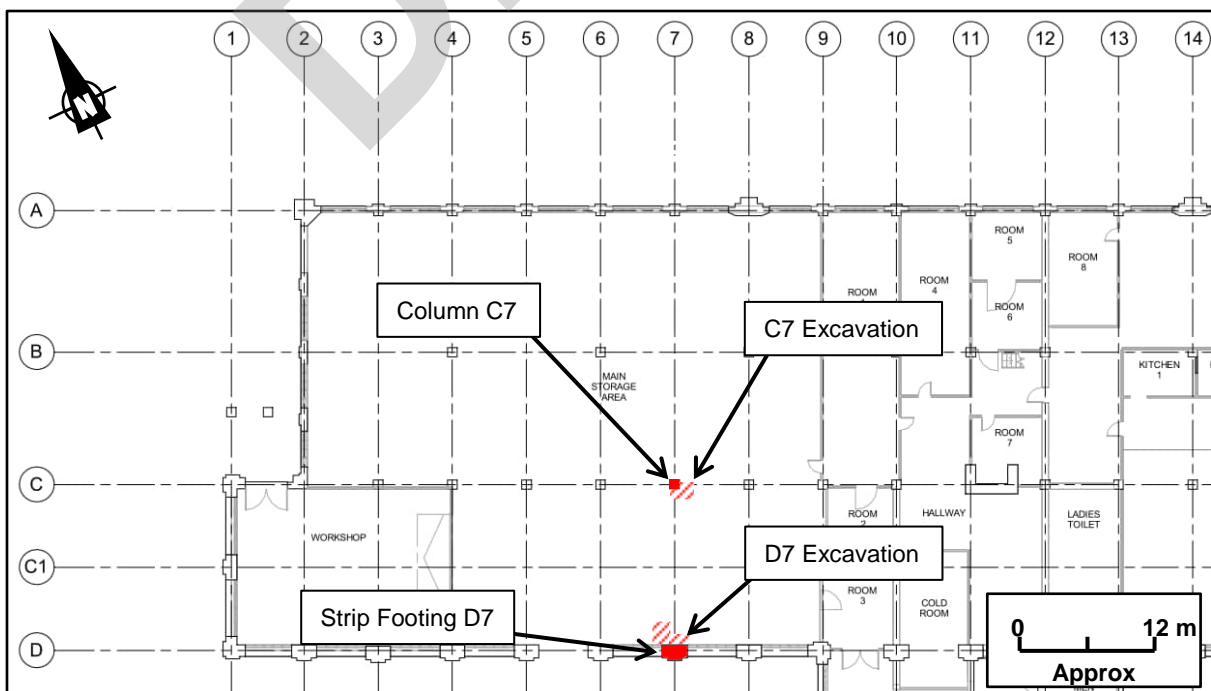 1 2 3 4 5 6 7 8 9 10 11 12 13 14
N
A
ROOM
5
ROOM
8
ROOM
4
ROOM
Column C7
C7 Excavation
ROOM
6
B
MAIN
STORAGE
AREA
KITCHEN
1
ROOM
7
C
ROOM
2
HALLWAY
LADIES
TOILET
WORKSHOP
D7 Excavation
C1
ROOM
3
COLD
ROOM
Strip Footing D7
0 12 m
Approx
D